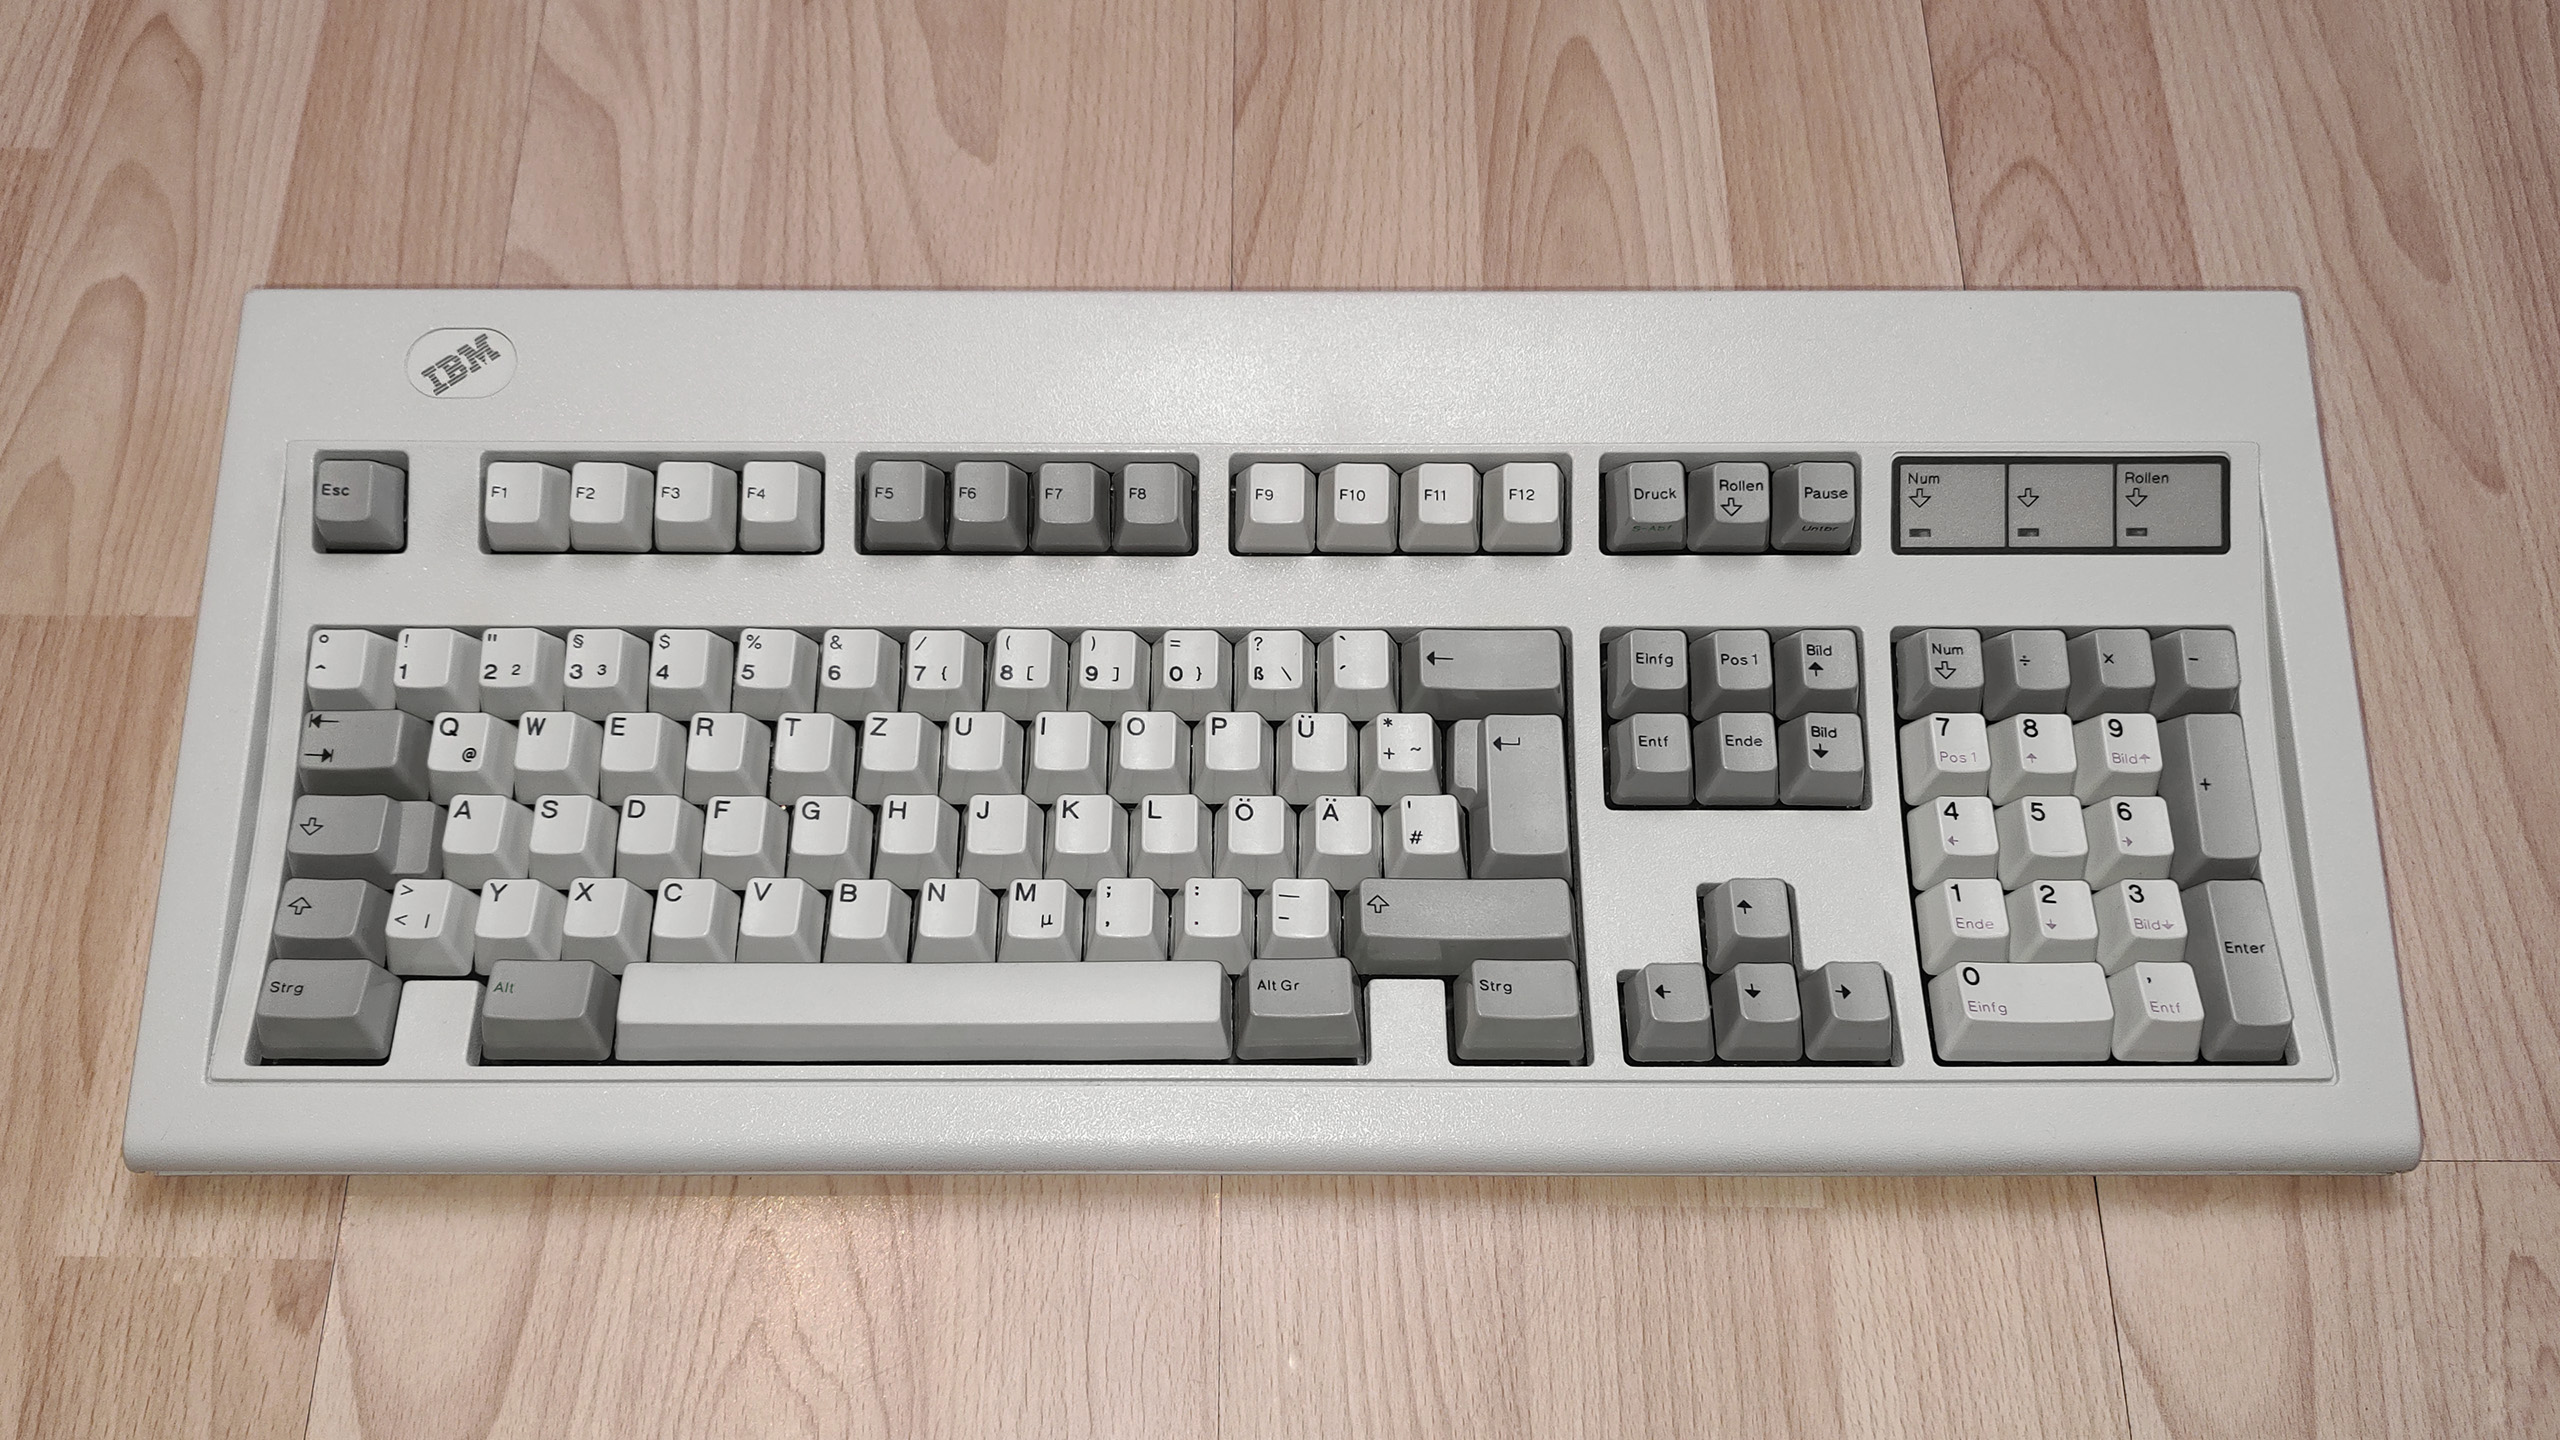 IBM
Esc F1 F2 F3 F4 F5 F6 F7 F8 F9 F10 F11 F12 Druck Rollen ⇩ Pause Num ⇩ ⇩ Rollen ⇩
S-Abf Unter
° ! " § $ % & / ( ) = ? `
^ 1 2 ² 3 ³ 4 5 6 7 { 8 [ 9 ] 0 } ß \ ´ ← Einfg Pos 1 Bild ↑ Num ⇩ ÷ × -
⇤ Q W E R T Z U I O P Ü * ↵ 7 8 9
⇥ @ + ~ Entf Ende Bild ↓ Pos 1 ↑ Bild↑ +
⇩ A S D F G H J K L Ö Ä ' 4 5 6
# ← →
⇧ > Y X C V B N M ; : — ⇧ ↑ 1 2 3
< | µ , . - Ende ↓ Bild↓ Enter
Strg Alt Alt Gr Strg ← ↓ → 0 ,
Einfg Entf